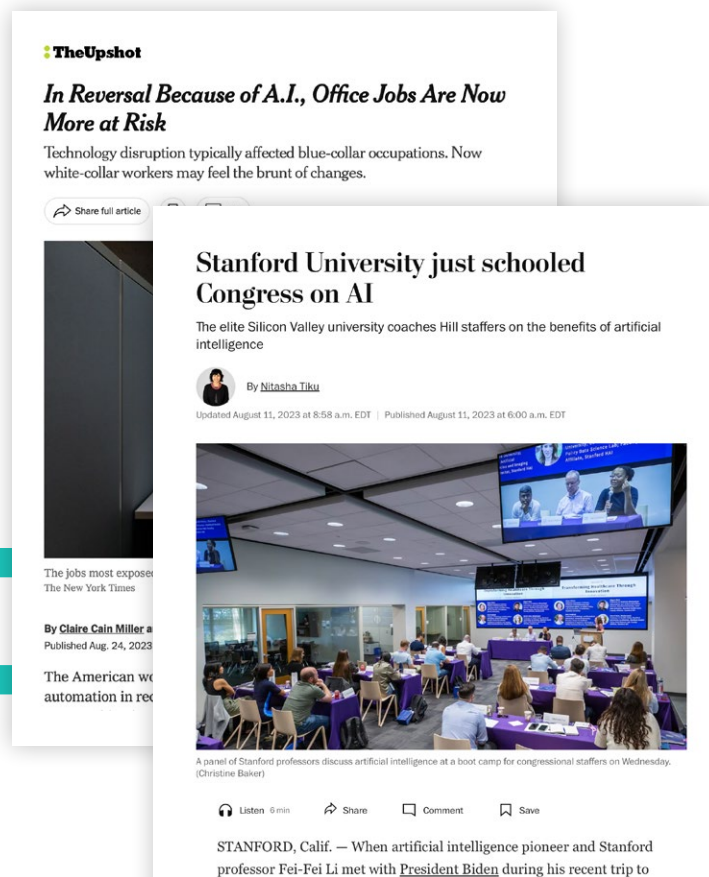 TheUpshot
In Reversal Because of A.I., Office Jobs Are Now
More at Risk
Technology disruption typically affected blue-collar occupations. Now
white-collar workers may feel the brunt of changes.
Share full article
The jobs most exposed
The New York Times
By Claire Cain Miller
Published Aug. 24, 2023
The American
automation in
Stanford University just schooled
Congress on AI
The elite Silicon Valley university coaches Hill staffers on the benefits of artificial
intelligence
By Nitasha Tiku
Updated August 11, 2023 at 8:58 a.m. EDT | Published August 11, 2023 at 6:00 a.m. EDT
Transforming Healthcare Through
Innovation
A panel of Stanford professors discuss artificial intelligence at a boot camp for congressional staffers on Wednesday.
(Christine Baker)
Listen 6 min
Share
Comment
Save
STANFORD, Calif. — When artificial intelligence pioneer and Stanford
professor Fei-Fei Li met with President Biden during his recent trip to